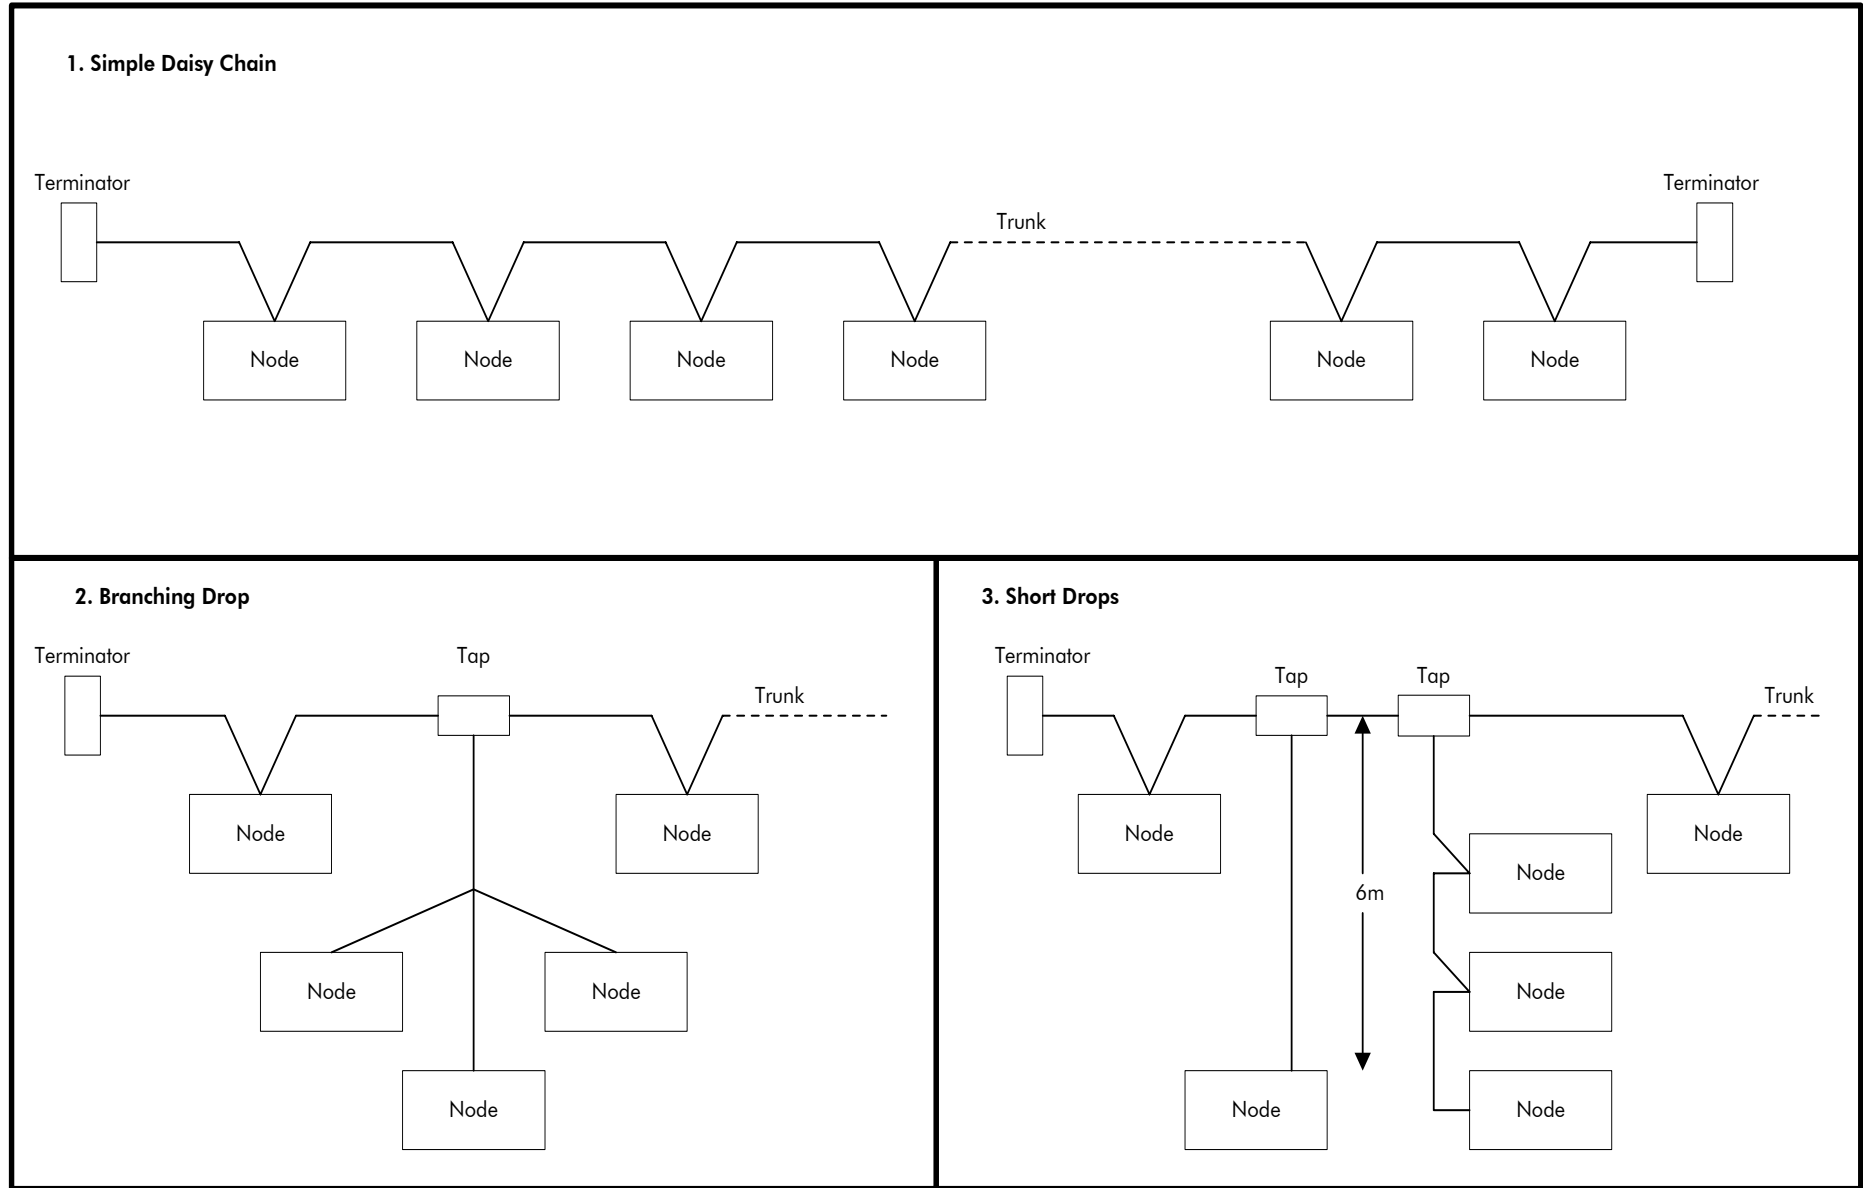 1. Simple Daisy Chain
Terminator
Terminator
Trunk
Node
Node
Node
Node
Node
Node
2. Branching Drop
Terminator
Tap
Trunk
Node
Node
Node
Node
Node
3. Short Drops
Terminator
Tap
Tap
Trunk
Node
Node
Node
6m
Node
Node
Node